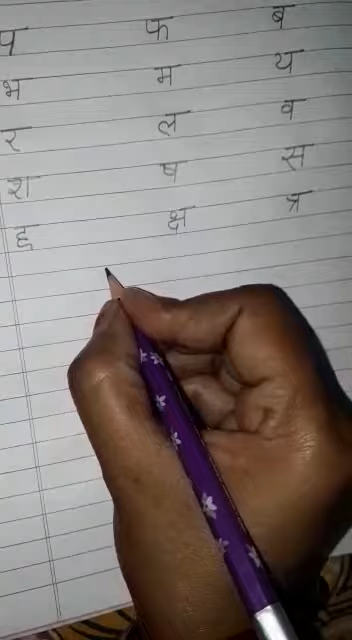 प फ ब
भ म य
र ल व
श ष स
ह क्ष त्र